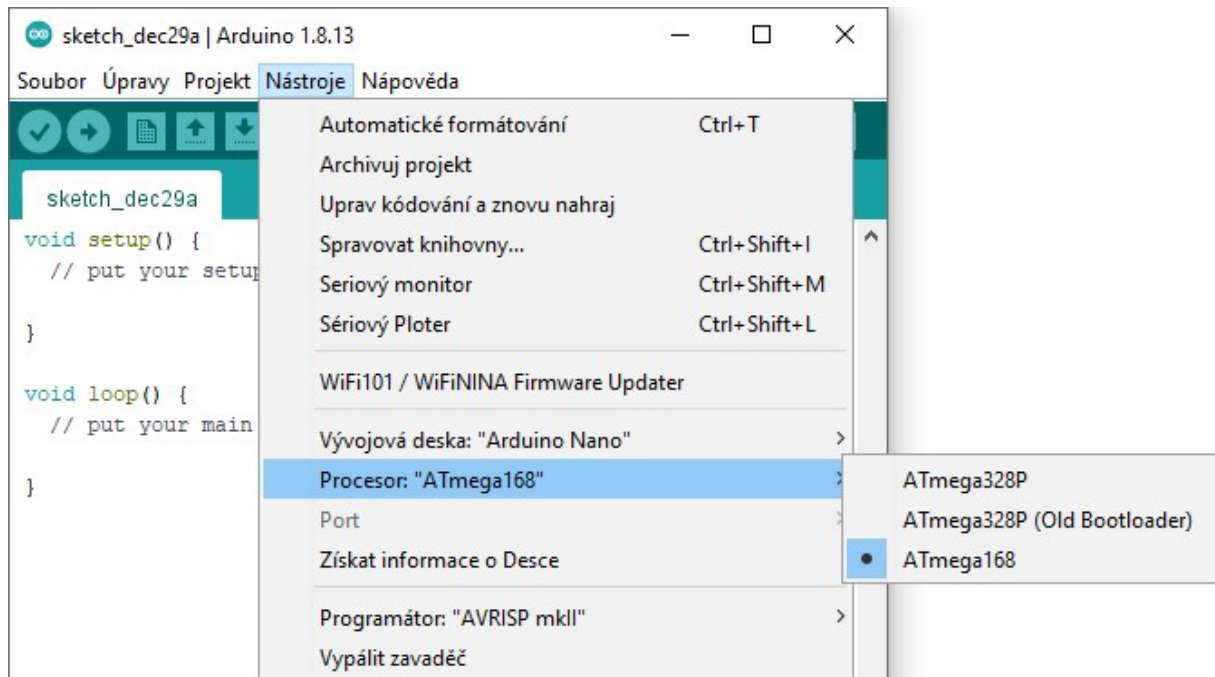 sketch_dec29a | Arduino 1.8.13
Soubor Úpravy Projekt Nástroje Nápověda
sketch_dec29a
void setup() {
// put your setup
}
void loop() {
// put your main
}
Automatické formátování Ctrl+T
Archivuj projekt
Uprav kódování a znovu nahraj
Spravovat knihovny... Ctrl+Shift+I
Seriový monitor Ctrl+Shift+M
Sériový Ploter Ctrl+Shift+L
WiFi101 / WiFiNINA Firmware Updater
Vývojová deska: "Arduino Nano"
Procesor: "ATmega168"
Port
Získat informace o Desce
Programátor: "AVRISP mkII"
Vypálit zavaděč
ATmega328P
ATmega328P (Old Bootloader)
ATmega168